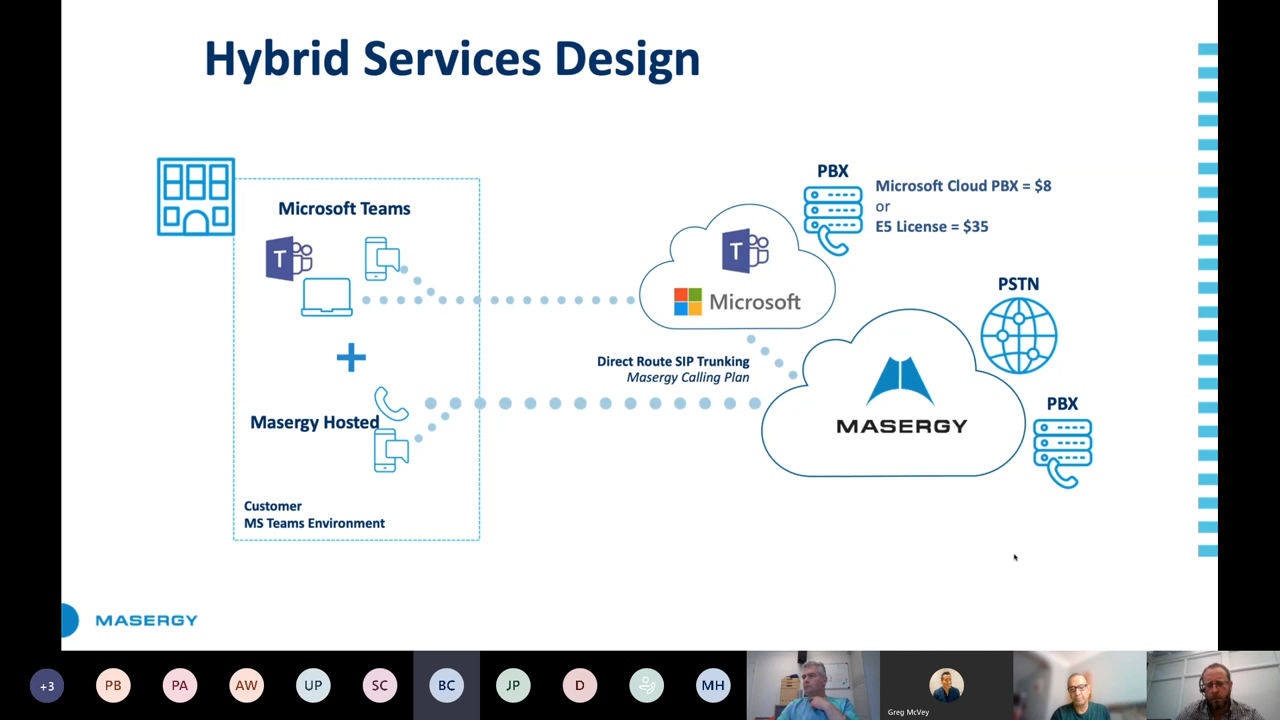 Hybrid Services Design
PBX
Microsoft Cloud PBX = $8
or
E5 License = $35
Microsoft Teams
T
T
Microsoft
PSTN
Direct Route SIP Trunking
Masergy Calling Plan
MASERGY
PBX
Masergy Hosted
Customer
MS Teams Environment
MASERGY
+3
PB
PA
AW
UP
SC
BC
JP
D
MH
Greg McVey